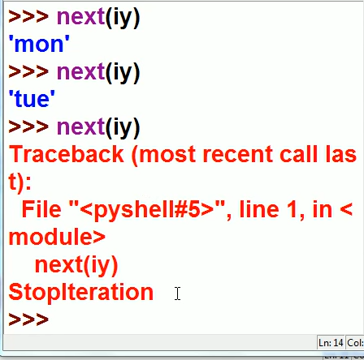 >>> next(iy)
'mon'
>>> next(iy)
'tue'
>>> next(iy)
Traceback (most recent call las
t):
  File "<pyshell#5>", line 1, in <
module>
    next(iy)
StopIteration
>>>
Ln: 14 Col: